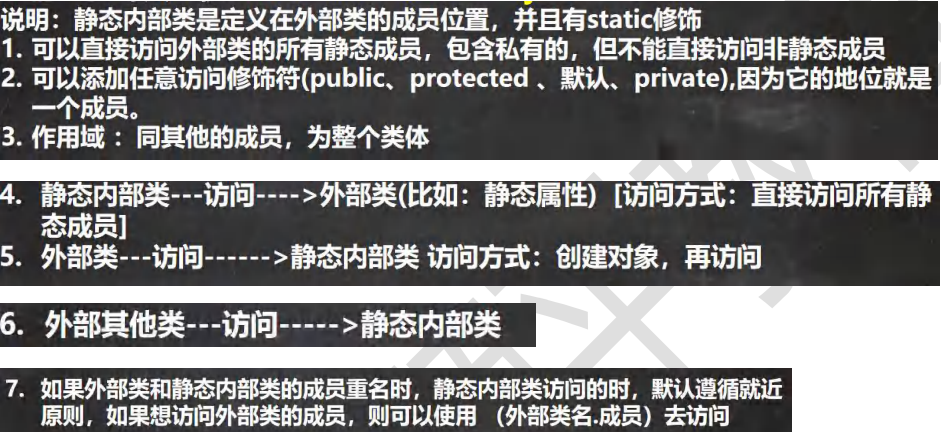 说明：静态内部类是定义在外部类的成员位置，并且有static修饰
1. 可以直接访问外部类的所有静态成员，包含私有的，但不能直接访问非静态成员
2. 可以添加任意访问修饰符(public、protected 、默认、private),因为它的地位就是
一个成员。
3. 作用域 ：同其他的成员，为整个类体
4. 静态内部类---访问---->外部类(比如：静态属性) [访问方式：直接访问所有静
态成员]
5. 外部类---访问------>静态内部类 访问方式：创建对象，再访问
6. 外部其他类---访问----->静态内部类
7. 如果外部类和静态内部类的成员重名时，静态内部类访问的时，默认遵循就近
原则，如果想访问外部类的成员，则可以使用 （外部类名.成员）去访问